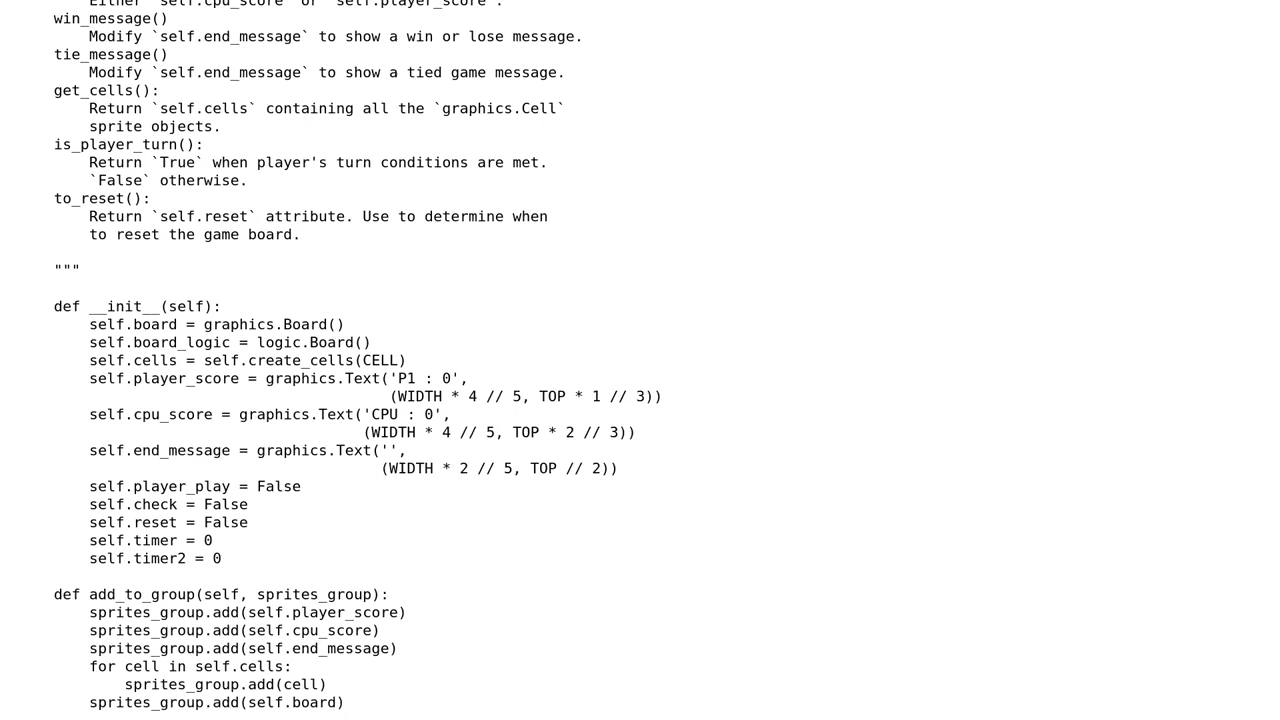 Either `self.cpu_score` or `self.player_score`.
win_message()
Modify `self.end_message` to show a win or lose message.
tie_message()
Modify `self.end_message` to show a tied game message.
get_cells():
Return `self.cells` containing all the `graphics.Cell`
sprite objects.
is_player_turn():
Return `True` when player's turn conditions are met.
`False` otherwise.
to_reset():
Return `self.reset` attribute. Use to determine when
to reset the game board.
"""
def __init__(self):
self.board = graphics.Board()
self.board_logic = logic.Board()
self.cells = self.create_cells(CELL)
self.player_score = graphics.Text('P1 : 0',
(WIDTH * 4 // 5, TOP * 1 // 3))
self.cpu_score = graphics.Text('CPU : 0',
(WIDTH * 4 // 5, TOP * 2 // 3))
self.end_message = graphics.Text('',
(WIDTH * 2 // 5, TOP // 2))
self.player_play = False
self.check = False
self.reset = False
self.timer = 0
self.timer2 = 0
def add_to_group(self, sprites_group):
sprites_group.add(self.player_score)
sprites_group.add(self.cpu_score)
sprites_group.add(self.end_message)
for cell in self.cells:
sprites_group.add(cell)
sprites_group.add(self.board)